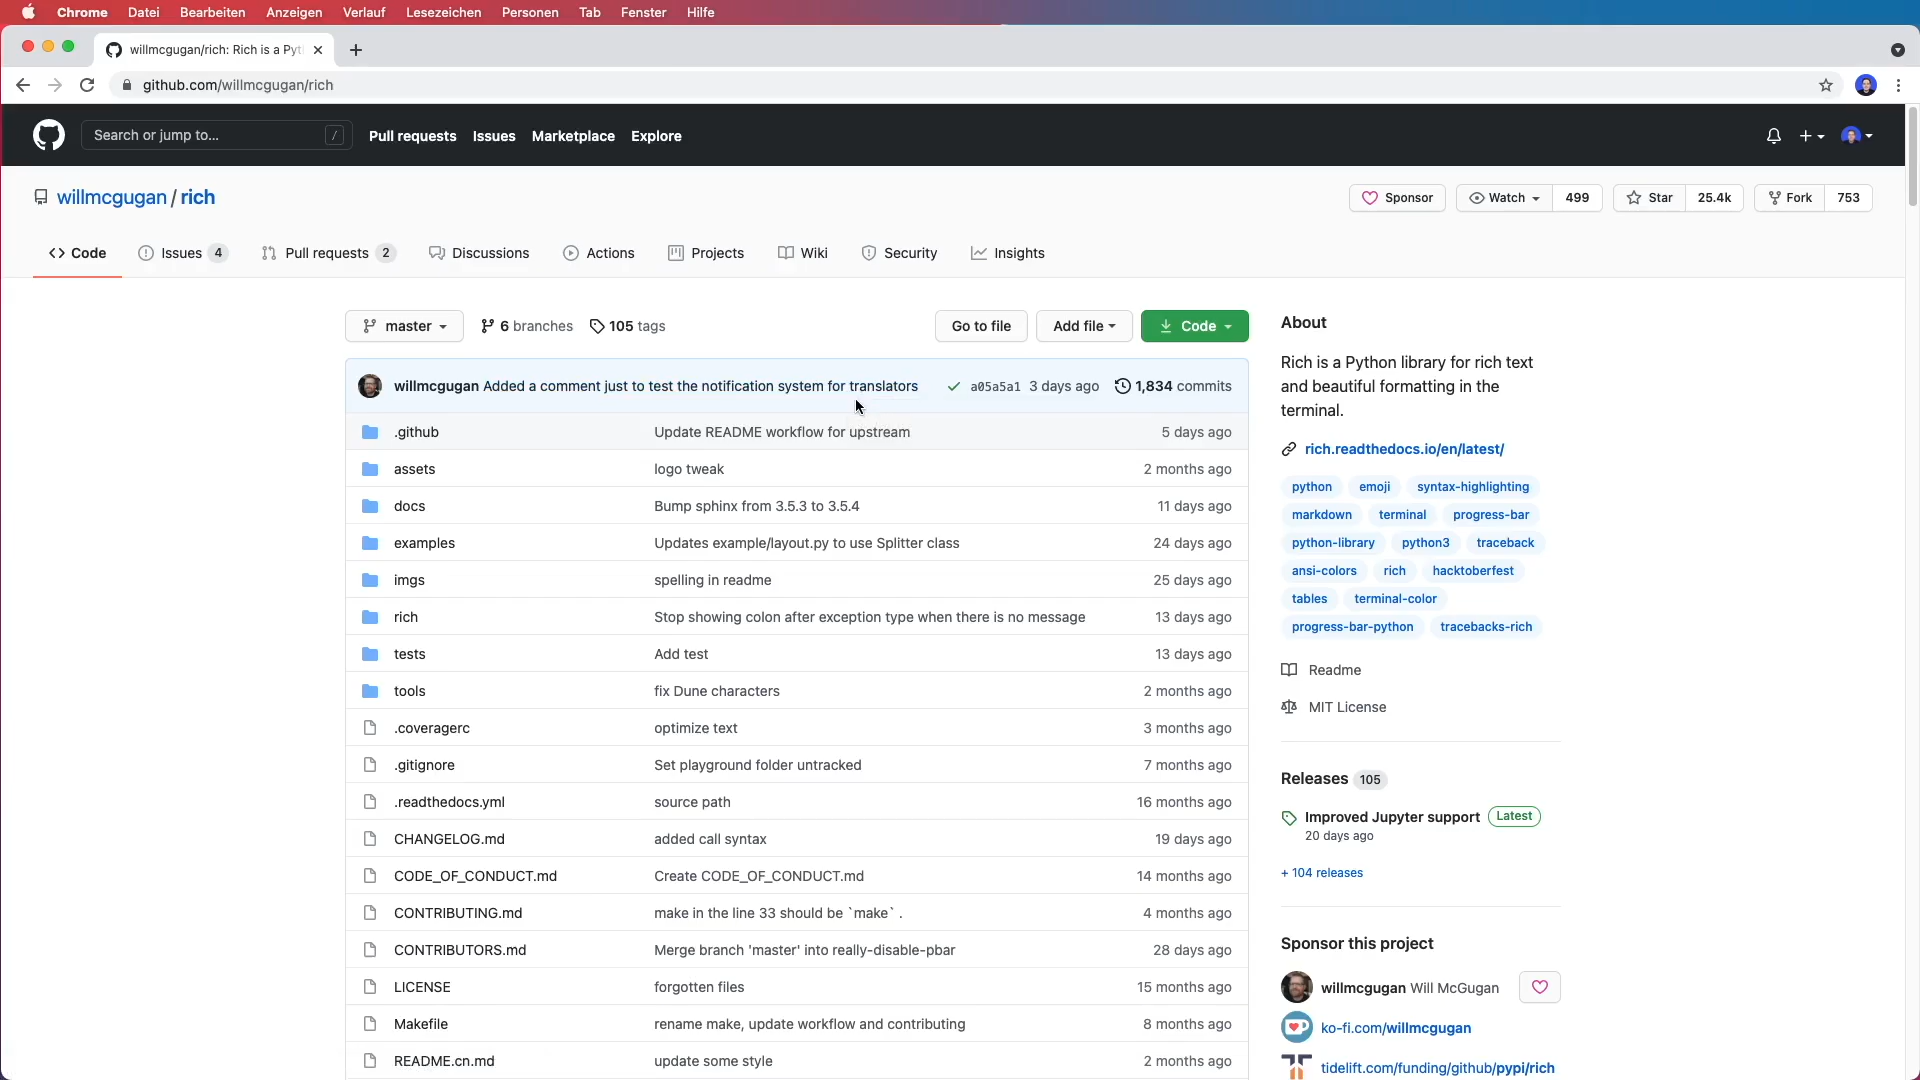 Chrome Datei Bearbeiten Anzeigen Verlauf Lesezeichen Personen Tab Fenster Hilfe
willmcgugan/rich: Rich is a Pyt
github.com/willmcgugan/rich
Search or jump to... / Pull requests Issues Marketplace Explore
willmcgugan / rich
Sponsor Watch 499 Star 25.4k Fork 753
Code Issues 4 Pull requests 2 Discussions Actions Projects Wiki Security Insights
master 6 branches 105 tags Go to file Add file Code
willmcgugan Added a comment just to test the notification system for translators a05a5a1 3 days ago 1,834 commits
.github Update README workflow for upstream 5 days ago
assets logo tweak 2 months ago
docs Bump sphinx from 3.5.3 to 3.5.4 11 days ago
examples Updates example/layout.py to use Splitter class 24 days ago
imgs spelling in readme 25 days ago
rich Stop showing colon after exception type when there is no message 13 days ago
tests Add test 13 days ago
tools fix Dune characters 2 months ago
.coveragerc optimize text 3 months ago
.gitignore Set playground folder untracked 7 months ago
.readthedocs.yml source path 16 months ago
CHANGELOG.md added call syntax 19 days ago
CODE_OF_CONDUCT.md Create CODE_OF_CONDUCT.md 14 months ago
CONTRIBUTING.md make in the line 33 should be `make` . 4 months ago
CONTRIBUTORS.md Merge branch 'master' into really-disable-pbar 28 days ago
LICENSE forgotten files 15 months ago
Makefile rename make, update workflow and contributing 8 months ago
README.cn.md update some style 2 months ago
About
Rich is a Python library for rich text
and beautiful formatting in the
terminal.
rich.readthedocs.io/en/latest/
python emoji syntax-highlighting
markdown terminal progress-bar
python-library python3 traceback
ansi-colors rich hacktoberfest
tables terminal-color
progress-bar-python tracebacks-rich
Readme
MIT License
Releases 105
Improved Jupyter support Latest
20 days ago
+ 104 releases
Sponsor this project
willmcgugan Will McGugan
ko-fi.com/willmcgugan
tidelift.com/funding/github/pypi/rich